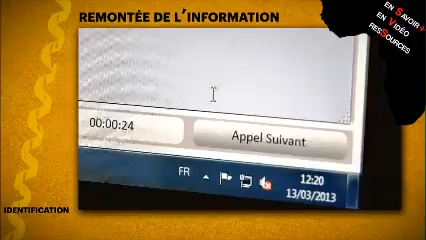 REMONTÉE DE L'INFORMATION
EN SAVOIR+
EN VIDÉO
RESSOURCES
00:00:24
Appel Suivant
FR
12:20
13/03/2013
IDENTIFICATION